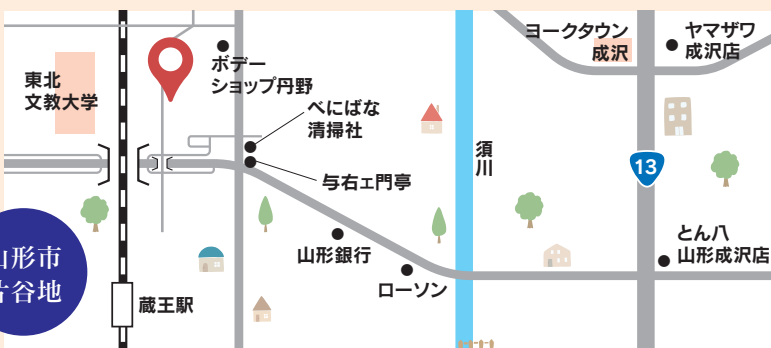 ヨークタウン
成沢
ヤマザワ
成沢店
東北
文教大学
ボデー
ショップ丹野
べにばな
清掃社
与右ェ門亭
須川
13
山形市
古谷地
山形銀行
ローソン
とん八
山形成沢店
蔵王駅